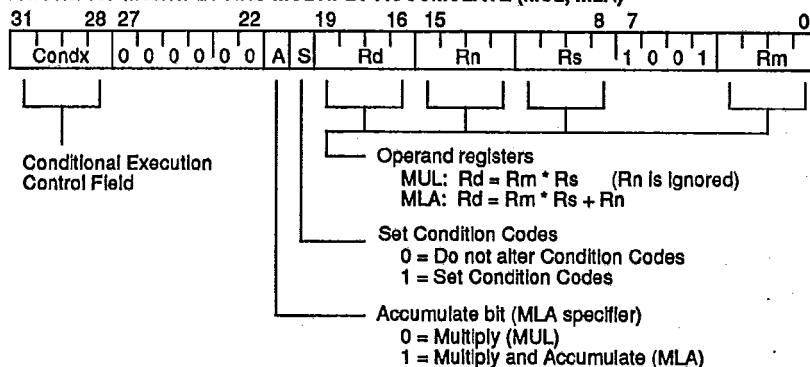 31 28 27 22 19 16 15 8 7 0
Condx 0 0 0 0 0 0 A S Rd Rn Rs 1 0 0 1 Rm
Conditional Execution
Control Field
Operand registers
MUL: Rd = Rm * Rs (Rn is ignored)
MLA: Rd = Rm * Rs + Rn
Set Condition Codes
0 = Do not alter Condition Codes
1 = Set Condition Codes
Accumulate bit (MLA specifier)
0 = Multiply (MUL)
1 = Multiply and Accumulate (MLA)